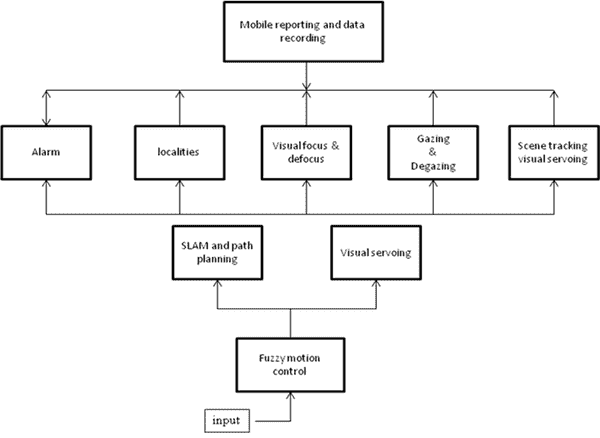 Mobile reporting and data
recording
Alarm
localities
Visual focus &
defocus
Gazing
&
Degazing
Scene tracking
visual servoing
SLAM and path
planning
Visual servoing
Fuzzy motion
control
input